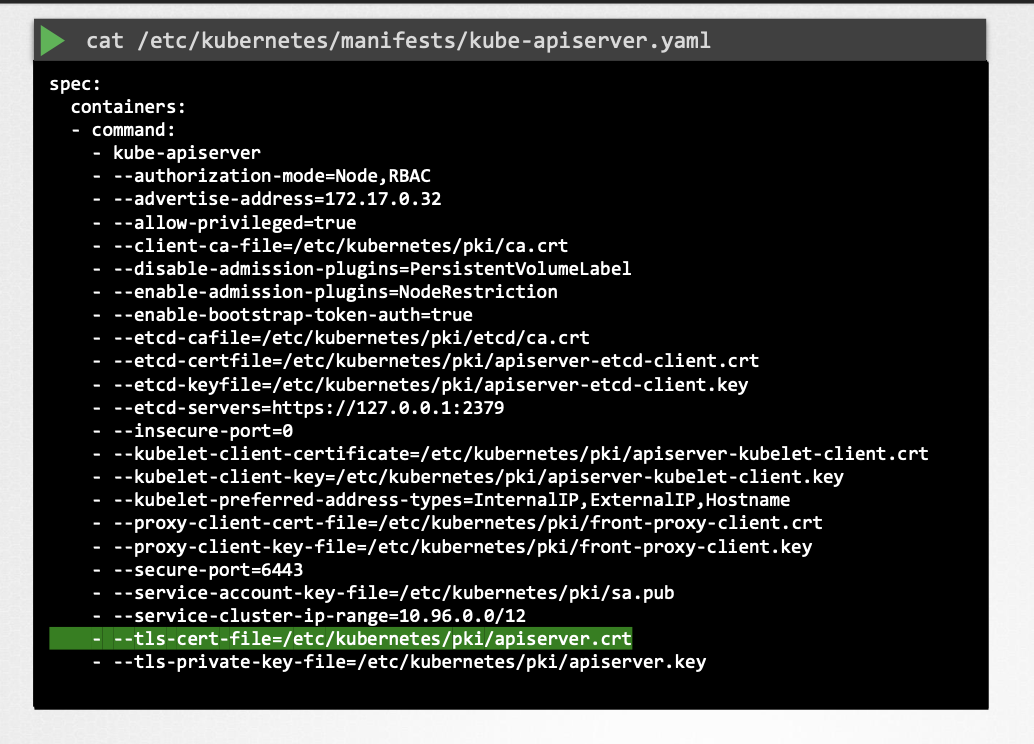 cat /etc/kubernetes/manifests/kube-apiserver.yaml
spec:
  containers:
  - command:
    - kube-apiserver
    - --authorization-mode=Node,RBAC
    - --advertise-address=172.17.0.32
    - --allow-privileged=true
    - --client-ca-file=/etc/kubernetes/pki/ca.crt
    - --disable-admission-plugins=PersistentVolumeLabel
    - --enable-admission-plugins=NodeRestriction
    - --enable-bootstrap-token-auth=true
    - --etcd-cafile=/etc/kubernetes/pki/etcd/ca.crt
    - --etcd-certfile=/etc/kubernetes/pki/apiserver-etcd-client.crt
    - --etcd-keyfile=/etc/kubernetes/pki/apiserver-etcd-client.key
    - --etcd-servers=https://127.0.0.1:2379
    - --insecure-port=0
    - --kubelet-client-certificate=/etc/kubernetes/pki/apiserver-kubelet-client.crt
    - --kubelet-client-key=/etc/kubernetes/pki/apiserver-kubelet-client.key
    - --kubelet-preferred-address-types=InternalIP,ExternalIP,Hostname
    - --proxy-client-cert-file=/etc/kubernetes/pki/front-proxy-client.crt
    - --proxy-client-key-file=/etc/kubernetes/pki/front-proxy-client.key
    - --secure-port=6443
    - --service-account-key-file=/etc/kubernetes/pki/sa.pub
    - --service-cluster-ip-range=10.96.0.0/12
    - --tls-cert-file=/etc/kubernetes/pki/apiserver.crt
    - --tls-private-key-file=/etc/kubernetes/pki/apiserver.key